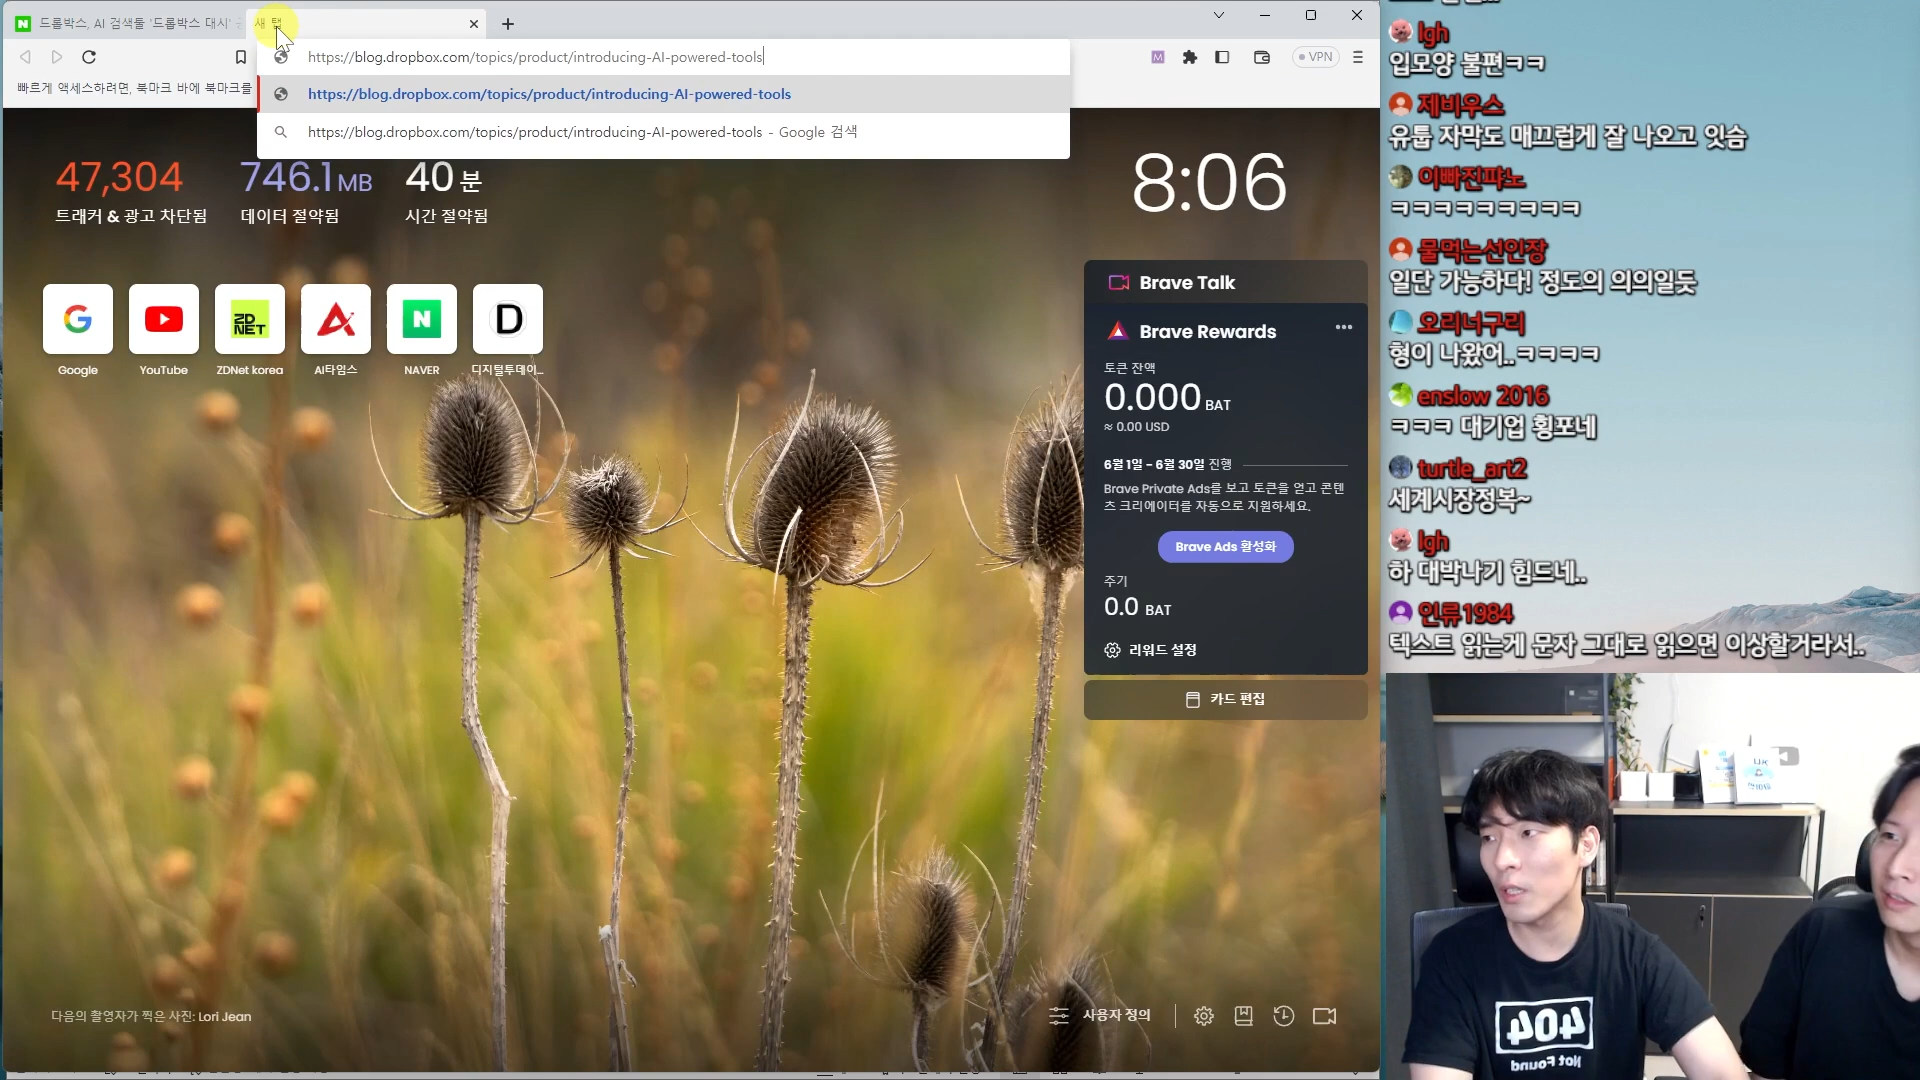 드롭박스, AI 검색툴 '드롭박스 대시'
새 탭
https://blog.dropbox.com/topics/product/introducing-AI-powered-tools
VPN
빠르게 액세스하려면, 북마크 바에 북마크를
https://blog.dropbox.com/topics/product/introducing-AI-powered-tools
https://blog.dropbox.com/topics/product/introducing-AI-powered-tools - Google 검색
47,304
트래커 & 광고 차단됨
746.1 MB
데이터 절약됨
40 분
시간 절약됨
8:06
Google
YouTube
ZDNet korea
AI타임스
NAVER
디지털투데이...
Brave Talk
Brave Rewards
토큰 잔액
0.000 BAT
≈ 0.00 USD
6월 1일 - 6월 30일 진행
Brave Private Ads를 보고 토큰을 얻고 콘텐
츠 크리에이터를 자동으로 지원하세요.
Brave Ads 활성화
주기
0.0 BAT
리워드 설정
카드 편집
다음의 촬영자가 찍은 사진: Lori Jean
사용자 정의
lgh
입모양 불편ㅋㅋ
제비우스
유툽 자막도 매끄럽게 잘 나오고 잇슴
이빠진퍄노
ㅋㅋㅋㅋㅋㅋㅋㅋㅋ
물먹는선인장
일단 가능하다! 정도의 의의일듯
오리너구리
형이 나왔어..ㅋㅋㅋㅋ
enslow 2016
ㅋㅋㅋ 대기업 횡포네
turtle_art2
세계시장정복~
lgh
하 대박나기 힘드네..
인류1984
텍스트 읽는게 문자 그대로 읽으면 이상할거라서..
404
Not Found